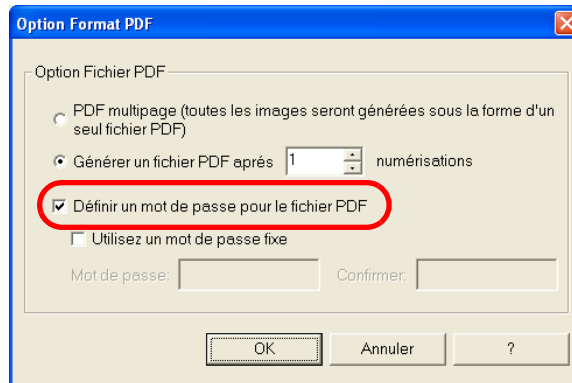 Option Format PDF
Option Fichier PDF
PDF multipage (toutes les images seront générées sous la forme d'un
seul fichier PDF)
Générer un fichier PDF aprés 1 numérisations
Définir un mot de passe pour le fichier PDF
Utilisez un mot de passe fixe
Mot de passe: Confirmer:
OK Annuler ?